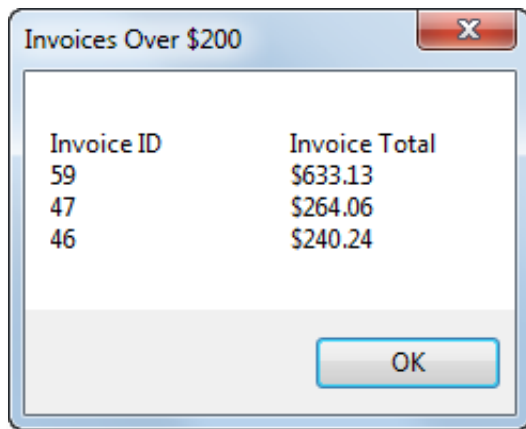 Invoices Over $200
Invoice ID Invoice Total
59 $633.13
47 $264.06
46 $240.24
OK